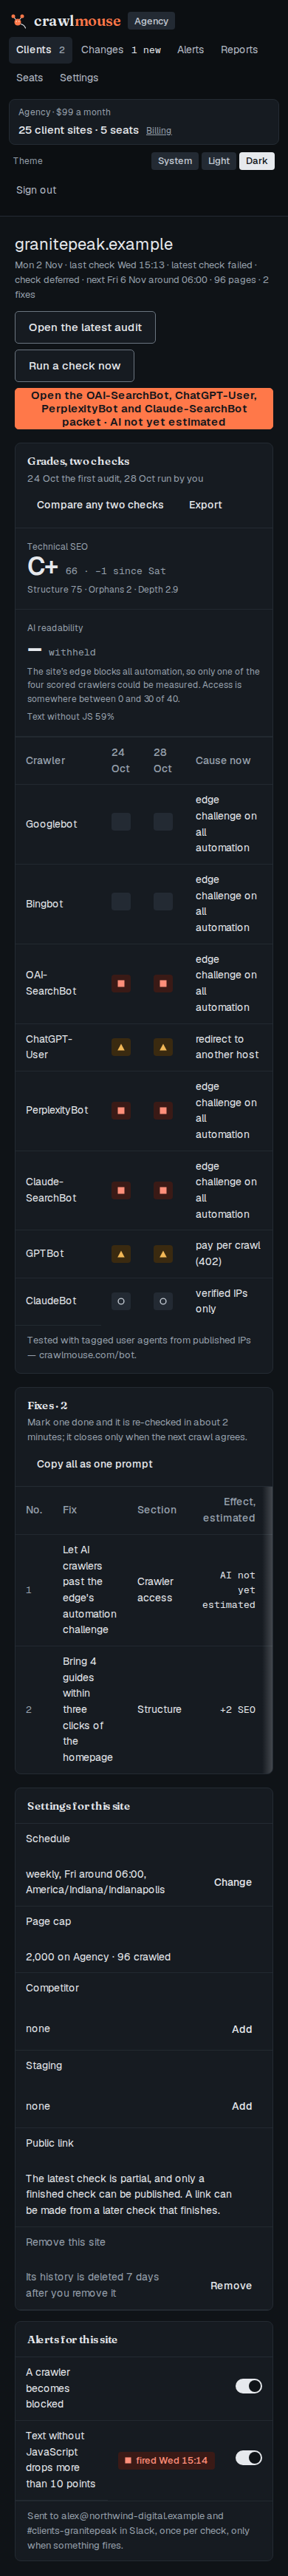 crawlmouse Agency
Clients 2 Changes 1 new Alerts Reports
Seats Settings
Agency · $99 a month
25 client sites · 5 seats Billing
Theme System Light Dark
Sign out
granitepeak.example
Mon 2 Nov · last check Wed 15:13 · latest check failed ·
check deferred · next Fri 6 Nov around 06:00 · 96 pages · 2
fixes
Open the latest audit
Run a check now
Open the OAI-SearchBot, ChatGPT-User,
PerplexityBot and Claude-SearchBot
packet · AI not yet estimated
Grades, two checks
24 Oct the first audit, 28 Oct run by you
Compare any two checks Export
Technical SEO
C+ 66 · −1 since Sat
Structure 75 · Orphans 2 · Depth 2.9
AI readability
– withheld
The site's edge blocks all automation, so only one of the
four scored crawlers could be measured. Access is
somewhere between 0 and 30 of 40.
Text without JS 59%
Crawler 24 Oct 28 Oct Cause now
Googlebot edge challenge on all automation
Bingbot edge challenge on all automation
OAI-SearchBot edge challenge on all automation
ChatGPT-User redirect to another host
PerplexityBot edge challenge on all automation
Claude-SearchBot edge challenge on all automation
GPTBot pay per crawl (402)
ClaudeBot verified IPs only
Tested with tagged user agents from published IPs
— crawlmouse.com/bot.
Fixes · 2
Mark one done and it is re-checked in about 2
minutes; it closes only when the next crawl agrees.
Copy all as one prompt
No. Fix Section Effect, estimated
1 Let AI crawlers past the edge's automation challenge Crawler access AI not yet estimated
2 Bring 4 guides within three clicks of the homepage Structure +2 SEO
Settings for this site
Schedule
weekly, Fri around 06:00,
America/Indiana/Indianapolis Change
Page cap
2,000 on Agency · 96 crawled
Competitor
none Add
Staging
none Add
Public link
The latest check is partial, and only a
finished check can be published. A link can
be made from a later check that finishes.
Remove this site
Its history is deleted 7 days
after you remove it Remove
Alerts for this site
A crawler
becomes
blocked
Text without
JavaScript
drops more
than 10 points fired Wed 15:14
Sent to alex@northwind-digital.example and
#clients-granitepeak in Slack, once per check, only
when something fires.